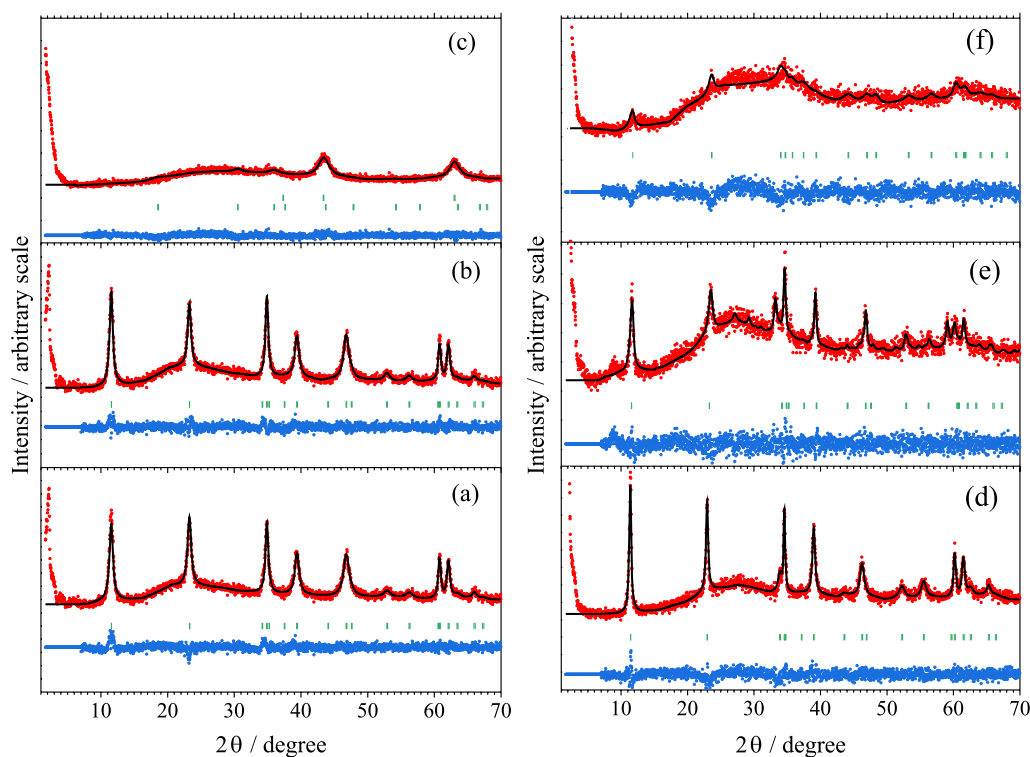 (c)
(f)
(b)
(e)
(a)
(d)
Intensity / arbitrary scale
Intensity / arbitrary scale
10 20 30 40 50 60 70
10 20 30 40 50 60 70
2θ / degree
2θ / degree